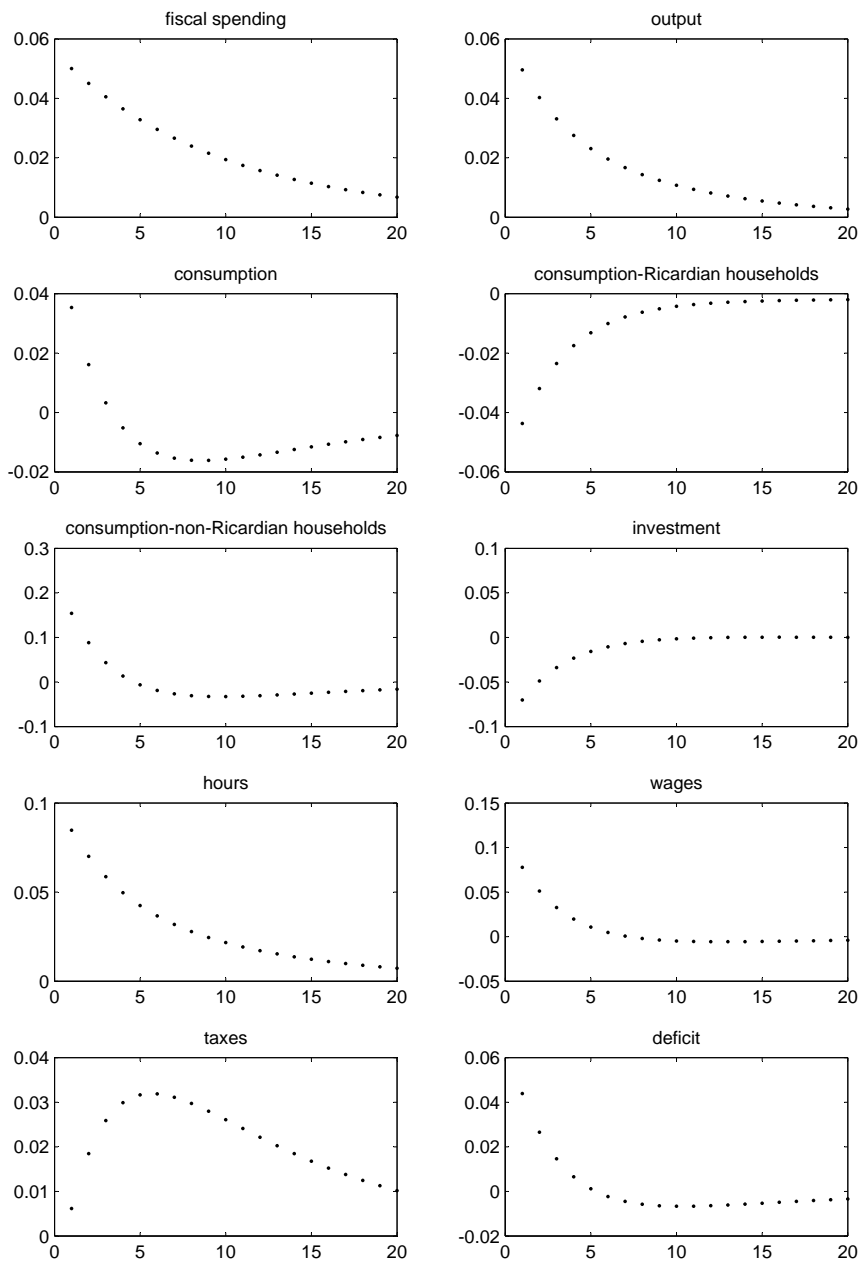 fiscal spending
0.06
0.04
0.02
0
0 5 10 15 20
output
0.06
0.04
0.02
0
0 5 10 15 20
consumption
0.04
0.02
0
-0.02
0 5 10 15 20
consumption-Ricardian households
0
-0.02
-0.04
-0.06
0 5 10 15 20
consumption-non-Ricardian households
0.3
0.2
0.1
0
-0.1
0 5 10 15 20
investment
0.1
0.05
0
-0.05
-0.1
0 5 10 15 20
hours
0.1
0.05
0
0 5 10 15 20
wages
0.15
0.1
0.05
0
-0.05
0 5 10 15 20
taxes
0.04
0.03
0.02
0.01
0
0 5 10 15 20
deficit
0.06
0.04
0.02
0
-0.02
0 5 10 15 20